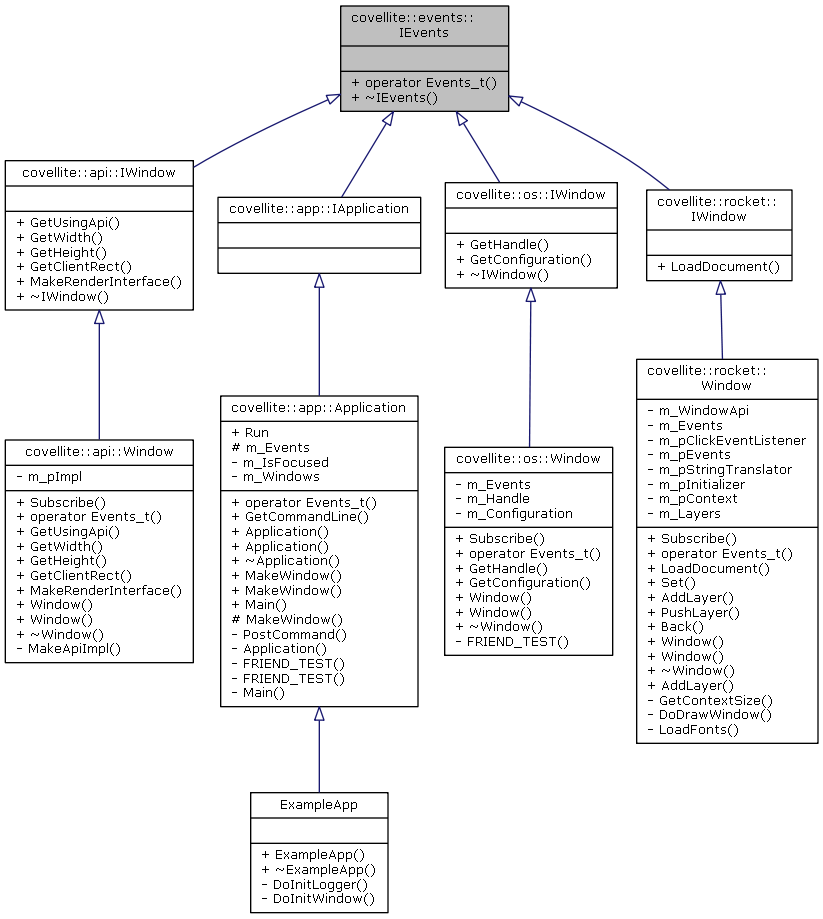 covellite::events::
IEvents
+ operator Events_t()
+ ~IEvents()
covellite::api::IWindow
+ GetUsingApi()
+ GetWidth()
+ GetHeight()
+ GetClientRect()
+ MakeRenderInterface()
+ ~IWindow()
covellite::app::IApplication
covellite::os::IWindow
+ GetHandle()
+ GetConfiguration()
+ ~IWindow()
covellite::rocket::
IWindow
+ LoadDocument()
covellite::api::Window
- m_pImpl
+ Subscribe()
+ operator Events_t()
+ GetUsingApi()
+ GetWidth()
+ GetHeight()
+ GetClientRect()
+ MakeRenderInterface()
+ Window()
+ Window()
+ ~Window()
- MakeApiImpl()
covellite::app::Application
+ Run
# m_Events
- m_IsFocused
- m_Windows
+ operator Events_t()
+ GetCommandLine()
+ Application()
+ Application()
+ ~Application()
+ MakeWindow()
+ MakeWindow()
+ Main()
# MakeWindow()
- PostCommand()
- Application()
- FRIEND_TEST()
- FRIEND_TEST()
- Main()
covellite::os::Window
- m_Events
- m_Handle
- m_Configuration
+ Subscribe()
+ operator Events_t()
+ GetHandle()
+ GetConfiguration()
+ Window()
+ Window()
+ ~Window()
- FRIEND_TEST()
covellite::rocket::
Window
- m_WindowApi
- m_Events
- m_pClickEventListener
- m_pEvents
- m_pStringTranslator
- m_pInitializer
- m_pContext
- m_Layers
+ Subscribe()
+ operator Events_t()
+ LoadDocument()
+ Set()
+ AddLayer()
+ PushLayer()
+ Back()
+ Window()
+ Window()
+ ~Window()
+ AddLayer()
- GetContextSize()
- DoDrawWindow()
- LoadFonts()
ExampleApp
+ ExampleApp()
+ ~ExampleApp()
- DoInitLogger()
- DoInitWindow()